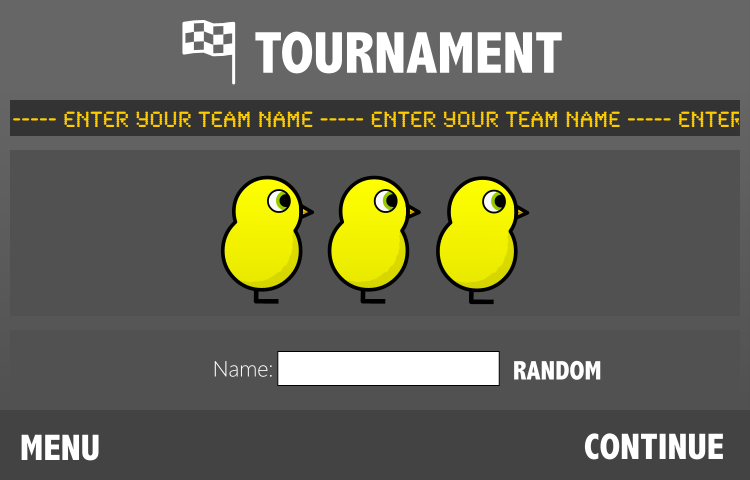 TOURNAMENT
----- ENTER YOUR TEAM NAME ----- ENTER YOUR TEAM NAME ----- ENTER
Name: RANDOM
MENU CONTINUE